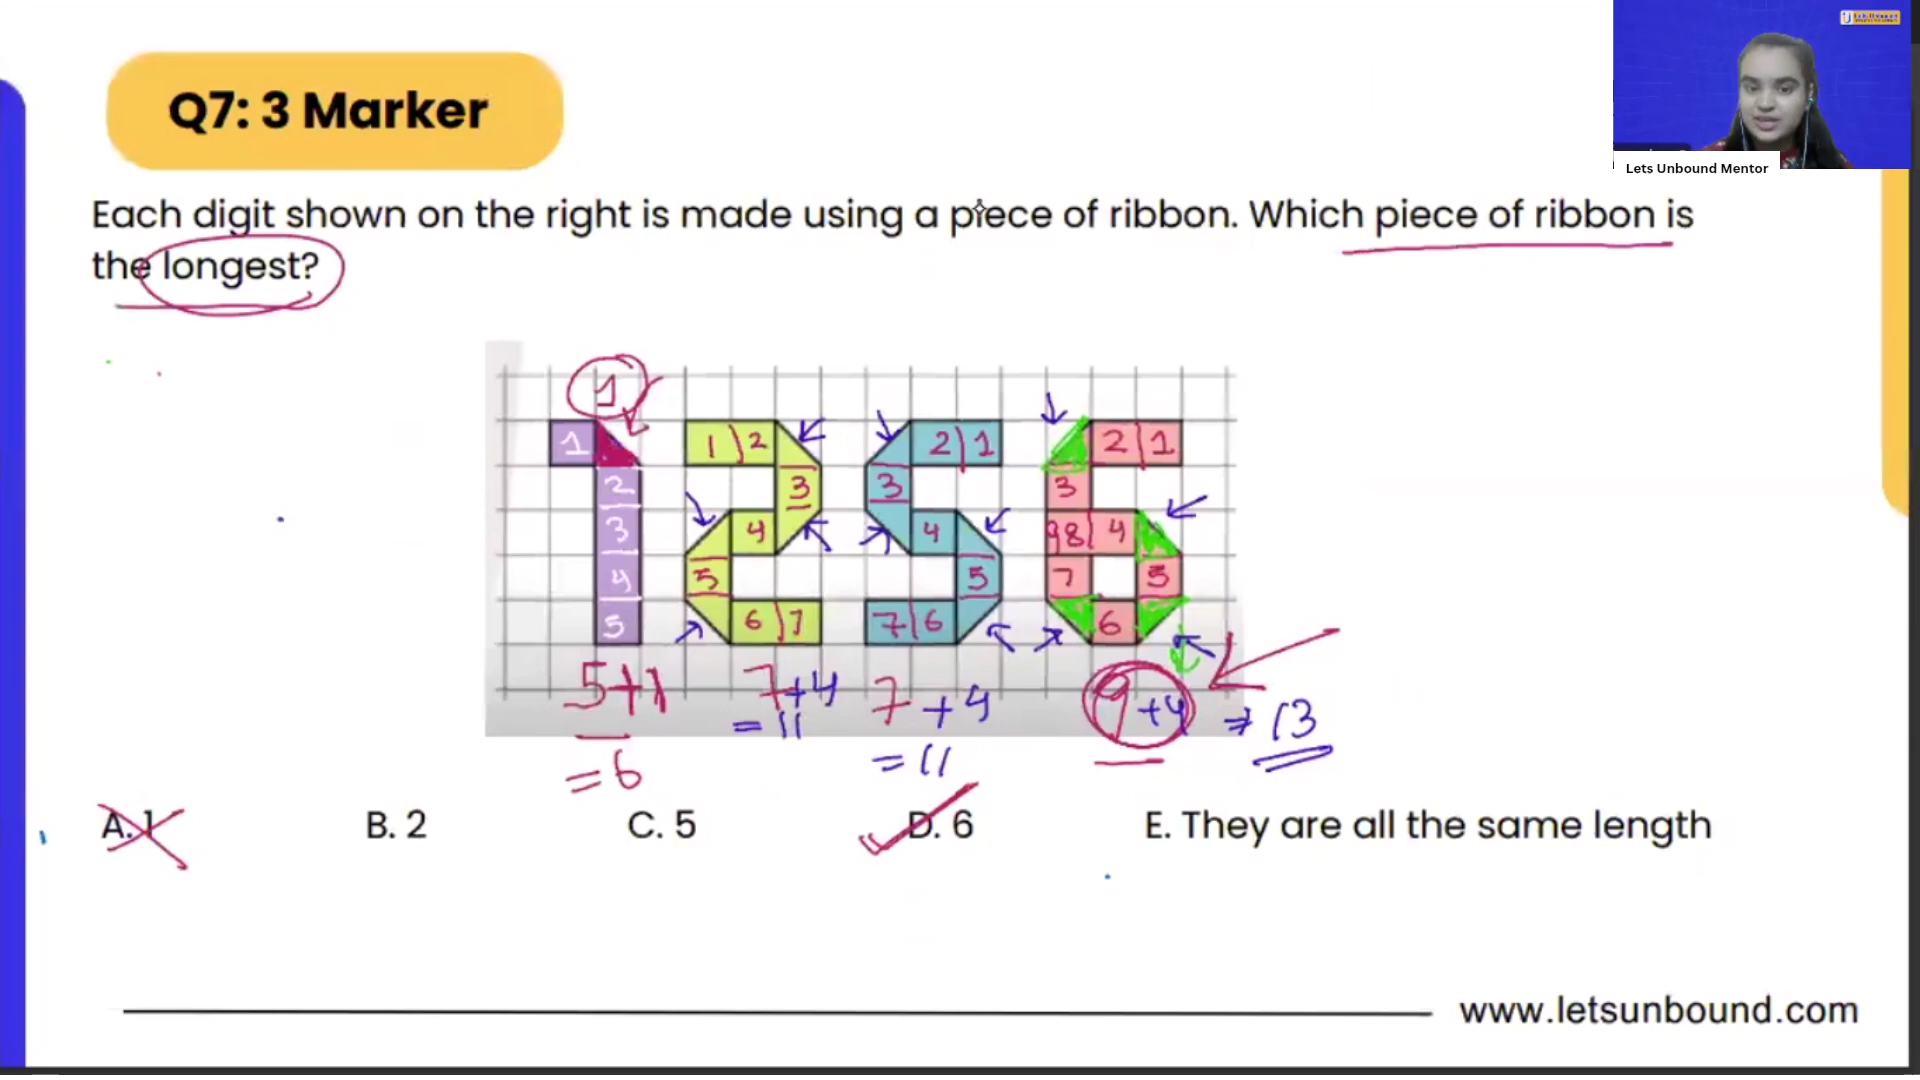 Lets Unbound Mentor
Q7: 3 Marker
Each digit shown on the right is made using a piece of ribbon. Which piece of ribbon is
the longest?
1
1 1 2 2 1 2 1
2 3 3 3
3 4 4 98 4
4 5 5 7 5
5 6 7 7 6 6
5+1 7+4 7 +4 9+4 → 13
= 11
= 11
= 6
A. 1 B. 2 C. 5 D. 6 E. They are all the same length
www.letsunbound.com